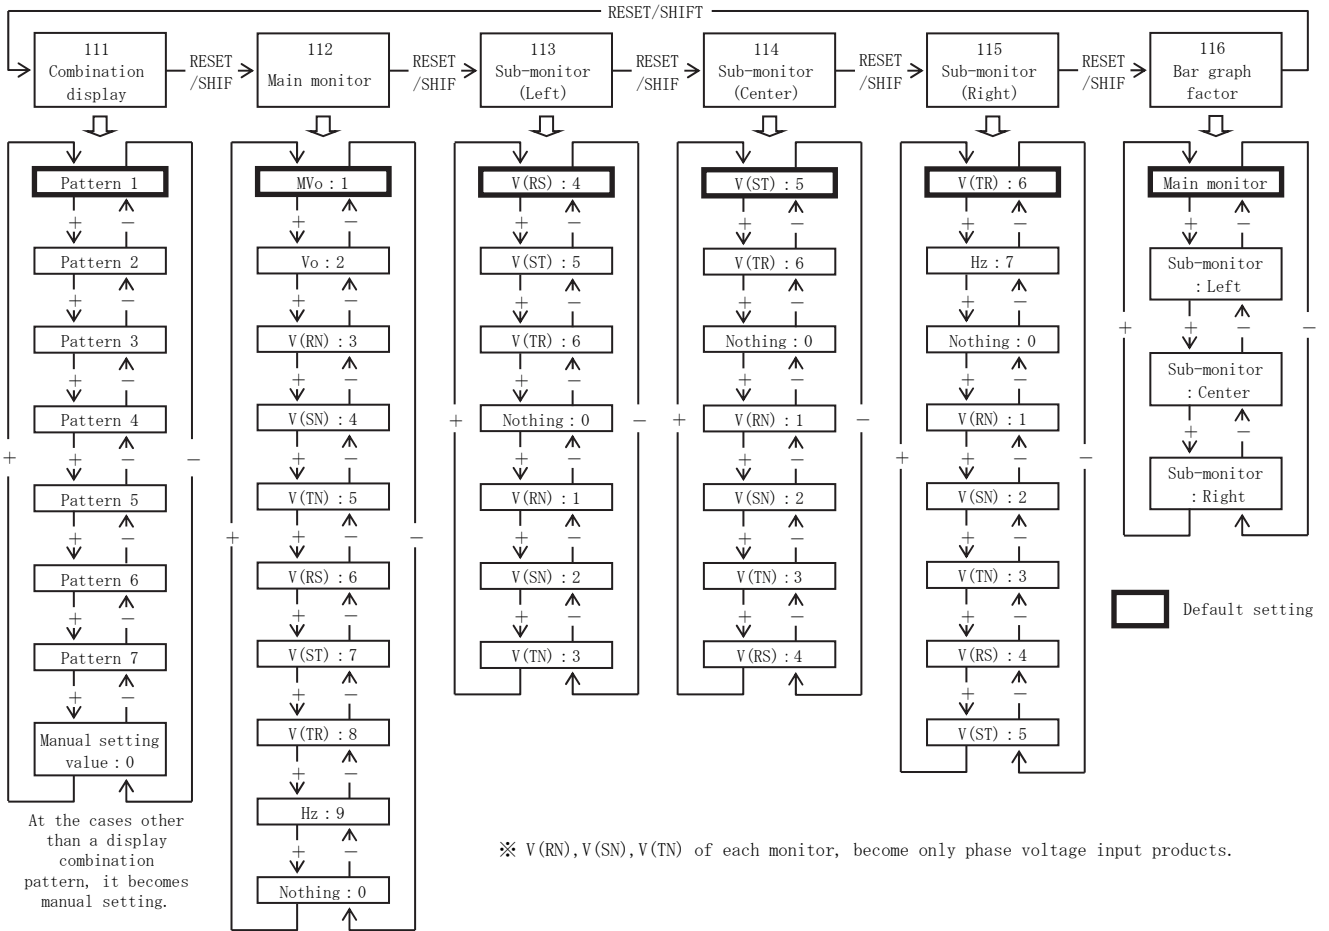 RESET/SHIFT
111
Combination
display
RESET
/SHIF
112
Main monitor
RESET
/SHIF
113
Sub-monitor
(Left)
RESET
/SHIF
114
Sub-monitor
(Center)
RESET
/SHIF
115
Sub-monitor
(Right)
RESET
/SHIF
116
Bar graph
factor
Pattern 1
+ −
Pattern 2
+ −
Pattern 3
+ −
Pattern 4
+ −
Pattern 5
+ −
Pattern 6
+ −
Pattern 7
+ −
Manual setting
value：0
+ −
At the cases other
than a display
combination
pattern, it becomes
manual setting.
MVo：1
+ −
Vo：2
+ −
V(RN)：3
+ −
V(SN)：4
+ −
V(TN)：5
+ −
V(RS)：6
+ −
V(ST)：7
+ −
V(TR)：8
+ −
Hz：9
+ −
Nothing：0
+ −
V(RS)：4
+ −
V(ST)：5
+ −
V(TR)：6
+ −
Nothing：0
+ −
V(RN)：1
+ −
V(SN)：2
+ −
V(TN)：3
+ −
V(ST)：5
+ −
V(TR)：6
+ −
Nothing：0
+ −
V(RN)：1
+ −
V(SN)：2
+ −
V(TN)：3
+ −
V(RS)：4
+ −
V(TR)：6
+ −
Hz：7
+ −
Nothing：0
+ −
V(RN)：1
+ −
V(SN)：2
+ −
V(TN)：3
+ −
V(RS)：4
+ −
V(ST)：5
+ −
Main monitor
+ −
Sub-monitor
：Left
+ −
Sub-monitor
：Center
+ −
Sub-monitor
：Right
+ −
Default setting
※ V(RN),V(SN),V(TN) of each monitor, become only phase voltage input products.